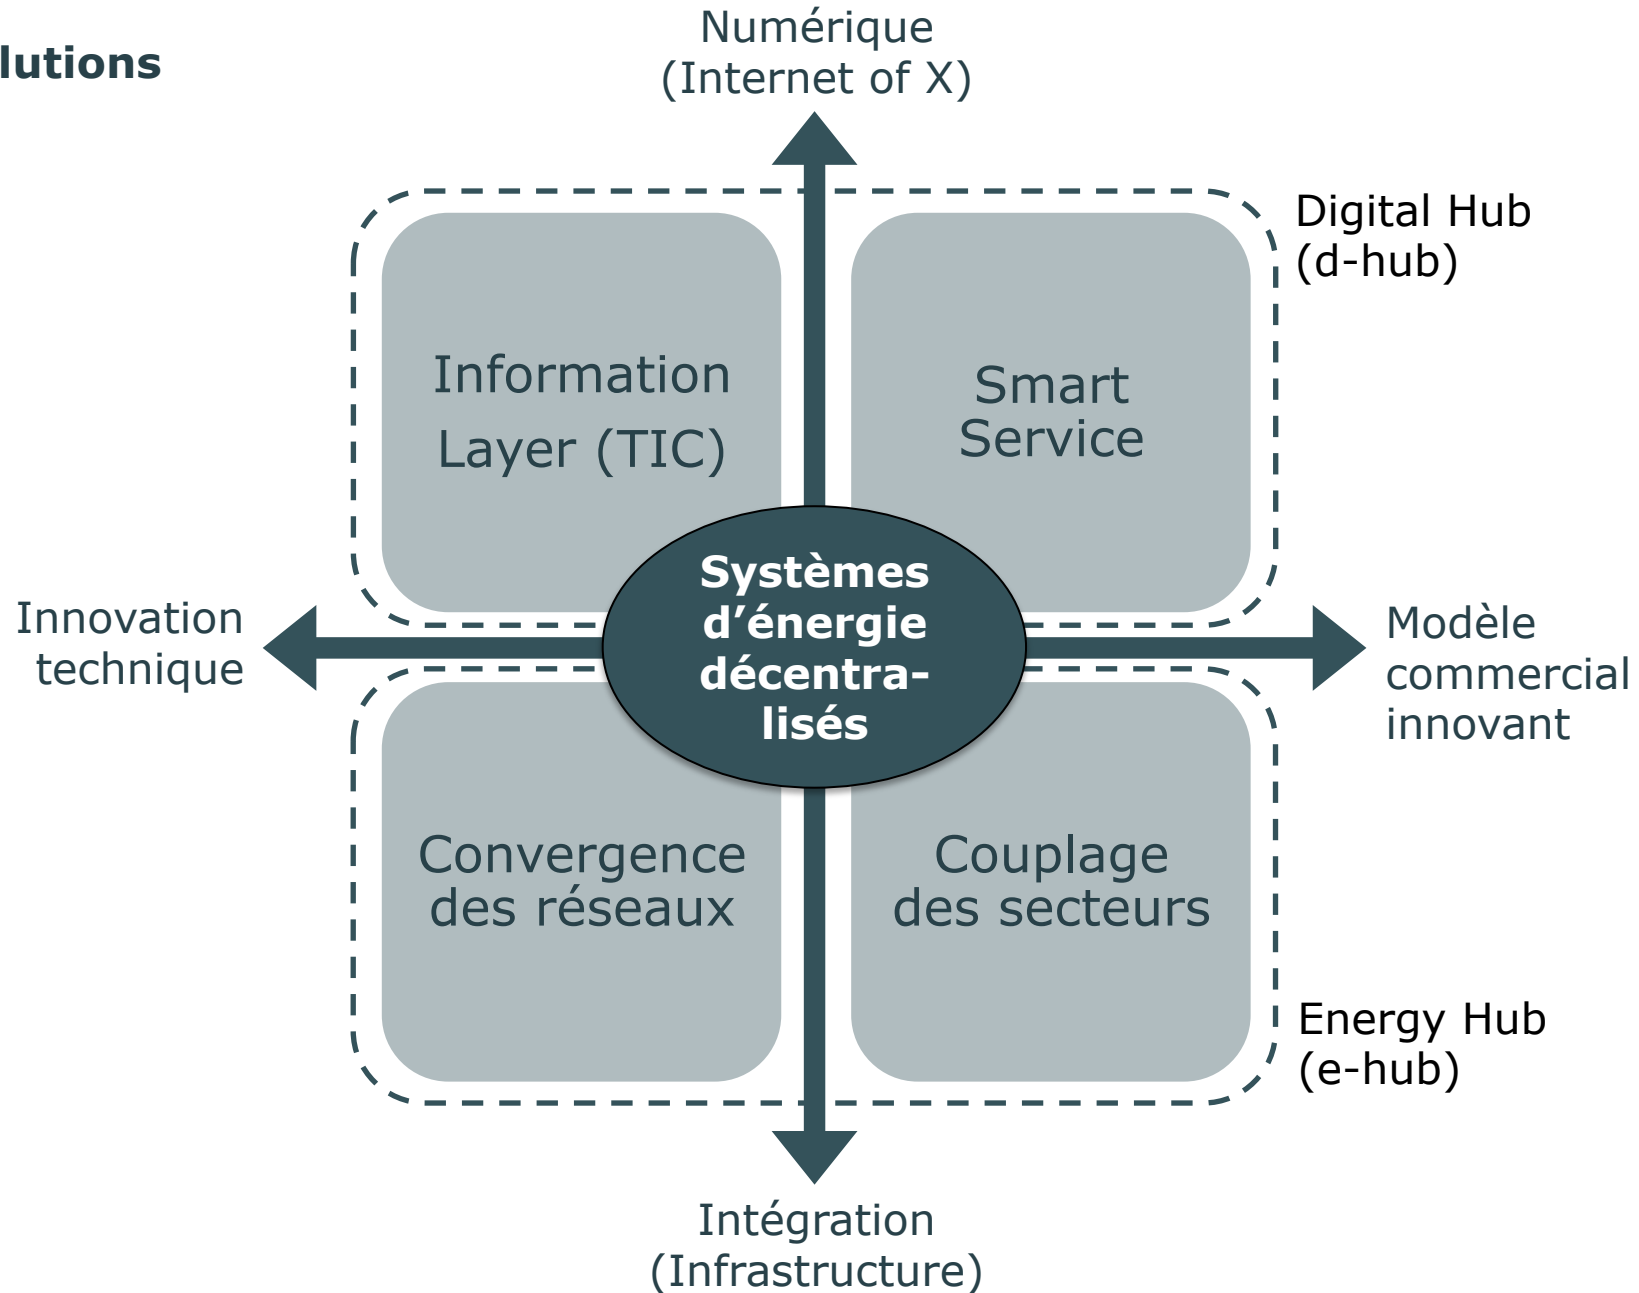 lutions
Numérique
(Internet of X)
Digital Hub
(d-hub)
Information
Layer (TIC)
Smart
Service
Systèmes
d’énergie
décentra-
lisés
Innovation
technique
Modèle
commercial
innovant
Convergence
des réseaux
Couplage
des secteurs
Energy Hub
(e-hub)
Intégration
(Infrastructure)